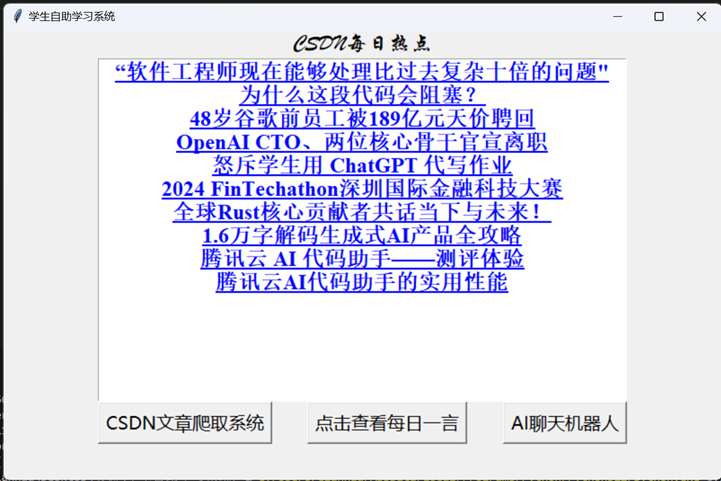 学生自助学习系统
CSDN每日热点
“软件工程师现在能够处理比过去复杂十倍的问题"
为什么这段代码会阻塞？
48岁谷歌前员工被189亿元天价聘回
OpenAI CTO、两位核心骨干官宣离职
怒斥学生用 ChatGPT 代写作业
2024 FinTechathon深圳国际金融科技大赛
全球Rust核心贡献者共话当下与未来！
1.6万字解码生成式AI产品全攻略
腾讯云 AI 代码助手——测评体验
腾讯云AI代码助手的实用性能
CSDN文章爬取系统 点击查看每日一言 AI聊天机器人